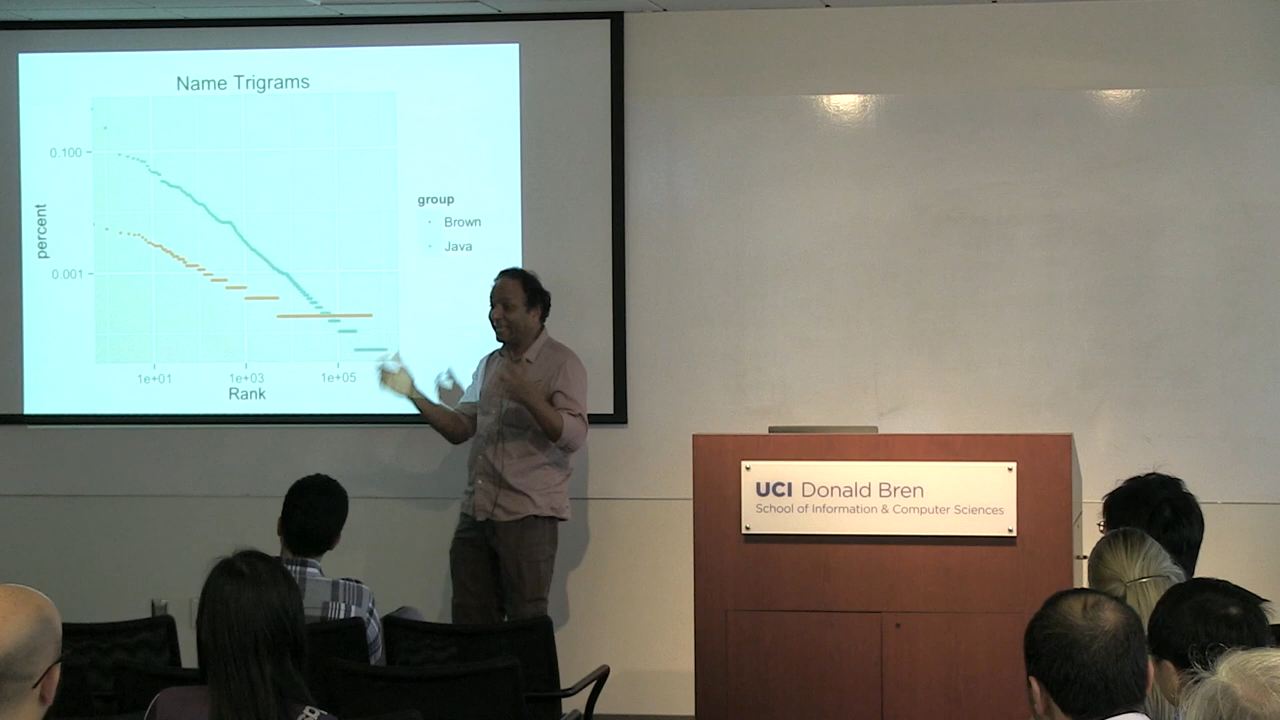 Name Trigrams
0.100
percent
0.001
group
Brown
Java
1e+01 1e+03 1e+05
Rank
UCI Donald Bren
School of Information & Computer Sciences